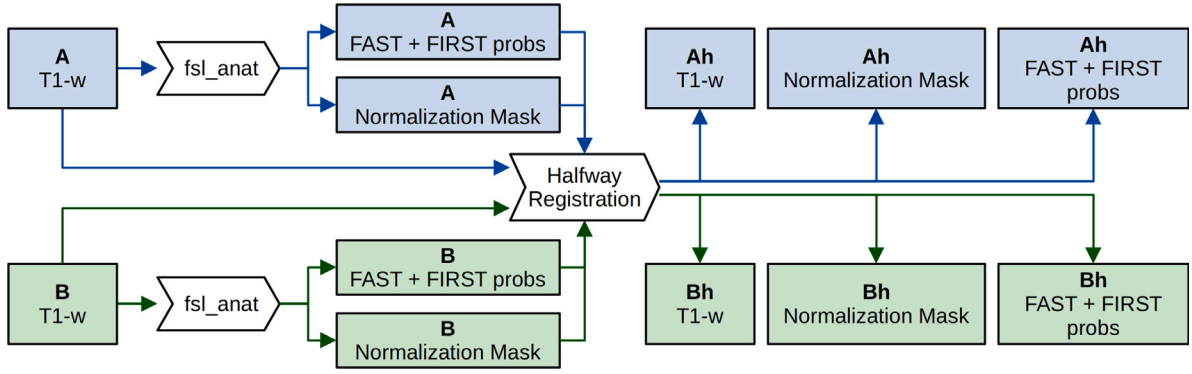 A
T1-w
fsl_anat
A
FAST + FIRST probs
A
Normalization Mask
Ah
T1-w
Ah
Normalization Mask
Ah
FAST + FIRST
probs
Halfway
Registration
B
T1-w
fsl_anat
B
FAST + FIRST probs
B
Normalization Mask
Bh
T1-w
Bh
Normalization Mask
Bh
FAST + FIRST
probs